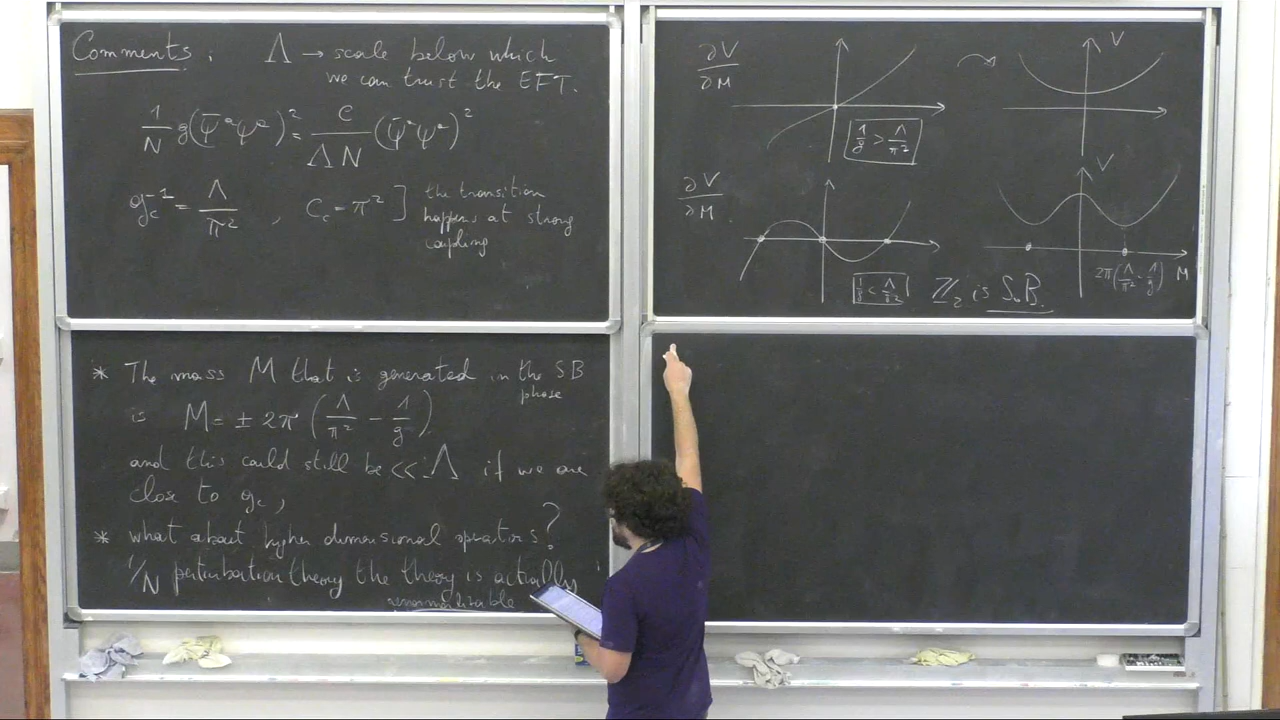 Comments : Λ → scale below which
we can trust the EFT.
1/N g(ψ̄ᵃψᵃ)² = C/ΛN (ψ̄ᵃψᵃ)²
g_c⁻¹ = Λ/π² , C_c = π² ] the transition
happens at strong
coupling
* The mass M that is generated in the SB
phase
is M = ± 2π (Λ/π² - 1/g)
and this could still be << Λ if we are
close to g_c,
* what about higher dimensional operators?
1/N perturbation theory the theory is actually
renormalizable
∂V/∂M
V
1/g > Λ/π²
∂V/∂M
V
1/g < Λ/π²
2π(Λ/π² - 1/g) M
ℤ₂ is S.B.